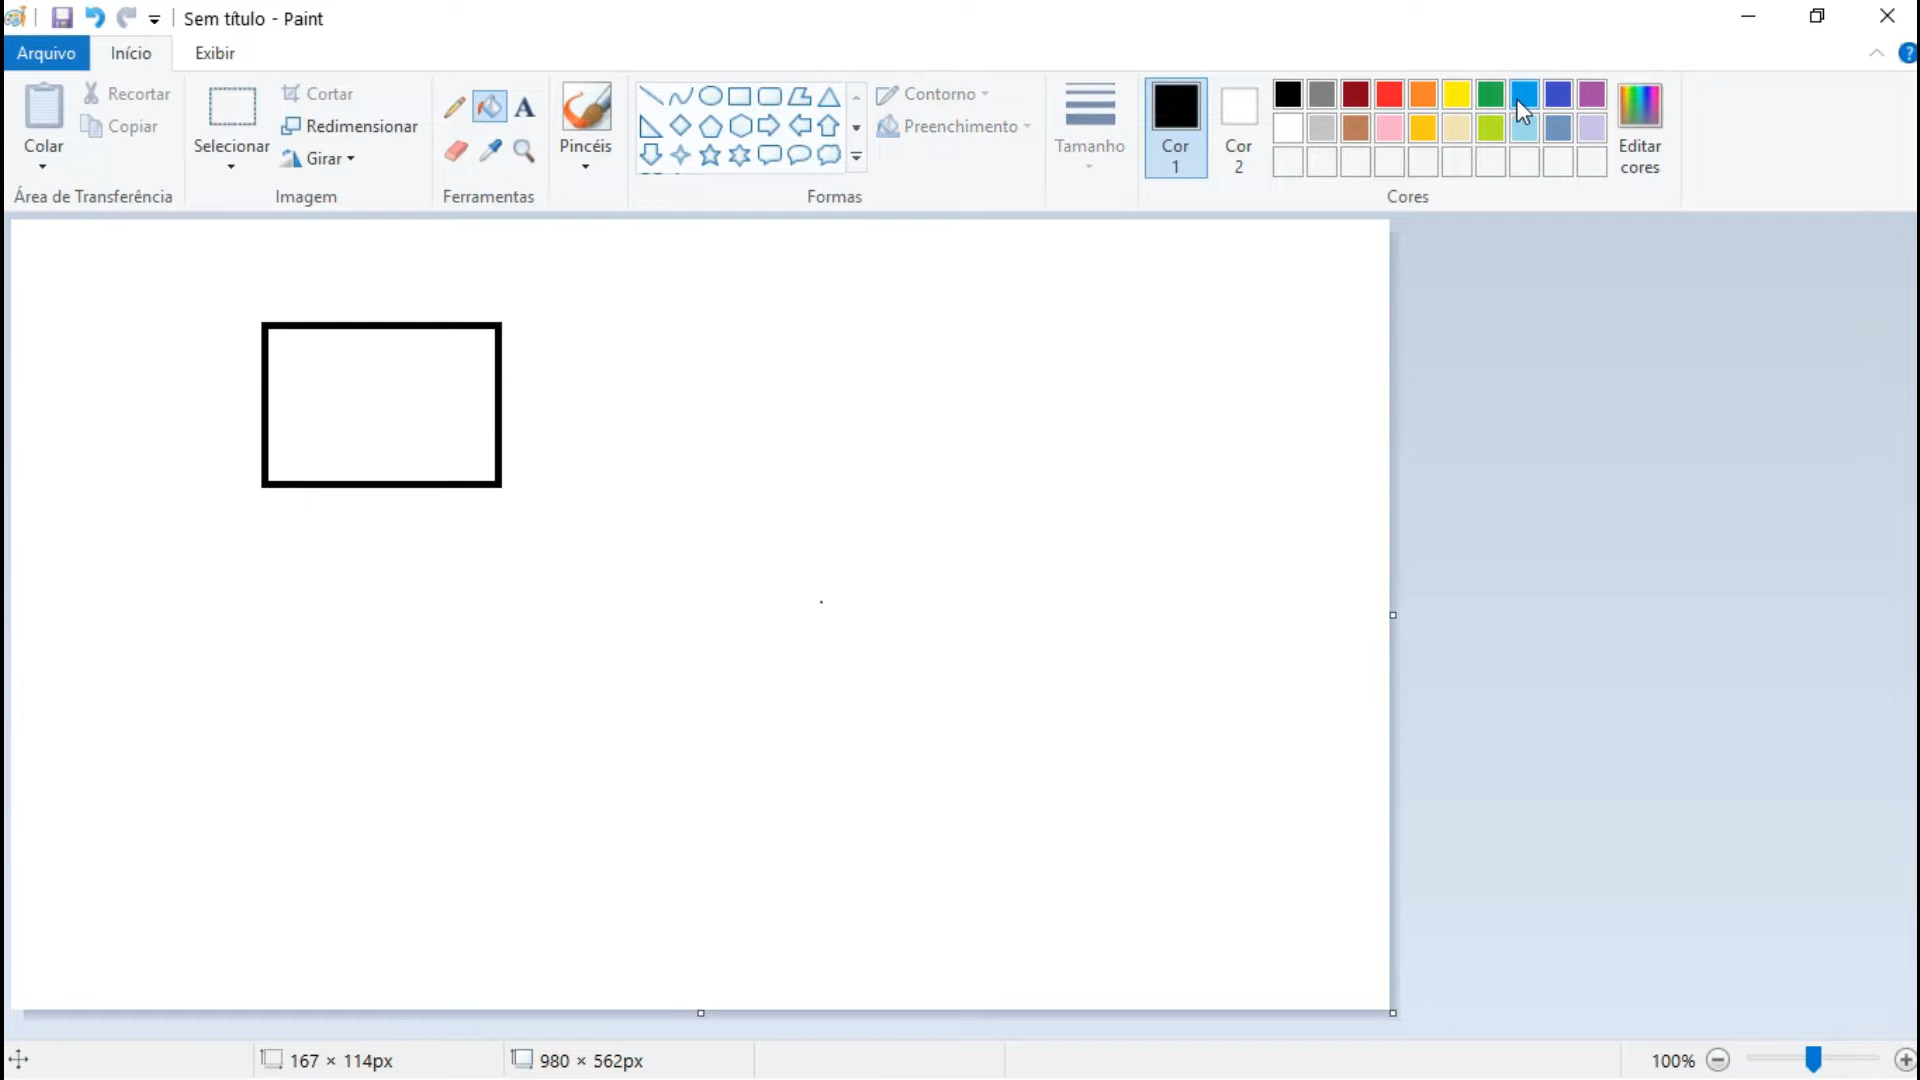 Sem título - Paint
Arquivo Início Exibir
Colar
Recortar
Copiar
Área de Transferência
Selecionar
Cortar
Redimensionar
Girar
Imagem
A
Ferramentas
Pincéis
Formas
Contorno
Preenchimento
Tamanho
Cor
1
Cor
2
Cores
Editar
cores
?
167 × 114px
980 × 562px
100%